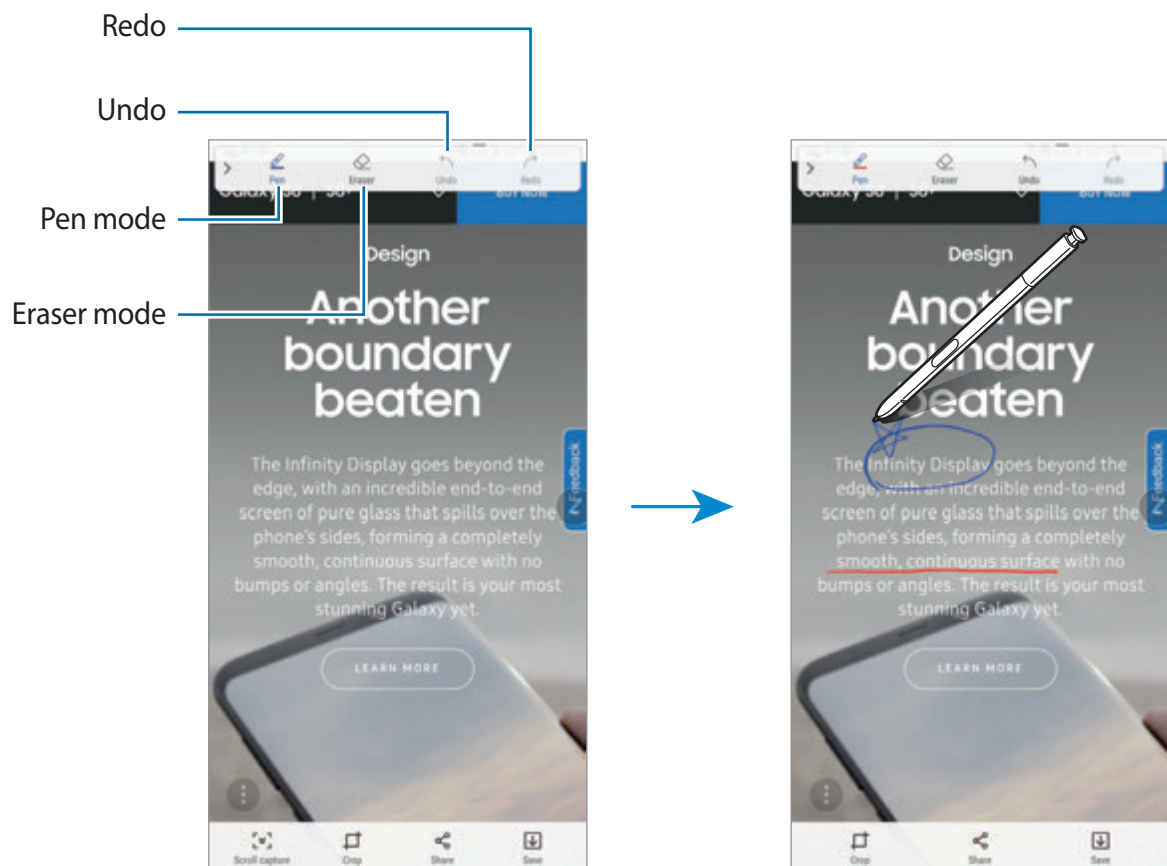 Redo
Undo
Pen mode
Eraser mode
Pen
Eraser
Undo
Redo
Galaxy S8 | S8+
BUY NOW
Design
Another
boundary
beaten
The Infinity Display goes beyond the
edge, with an incredible end-to-end
screen of pure glass that spills over the
phone's sides, forming a completely
smooth, continuous surface with no
bumps or angles. The result is your most
stunning Galaxy yet.
Feedback
LEARN MORE
Scroll capture
Crop
Share
Save
Pen
Eraser
Undo
Redo
Galaxy S8 | S8+
BUY NOW
Design
Another
boundary
beaten
The Infinity Display goes beyond the
edge, with an incredible end-to-end
screen of pure glass that spills over the
phone's sides, forming a completely
smooth, continuous surface with no
bumps or angles. The result is your most
stunning Galaxy yet.
Feedback
LEARN MORE
Crop
Share
Save